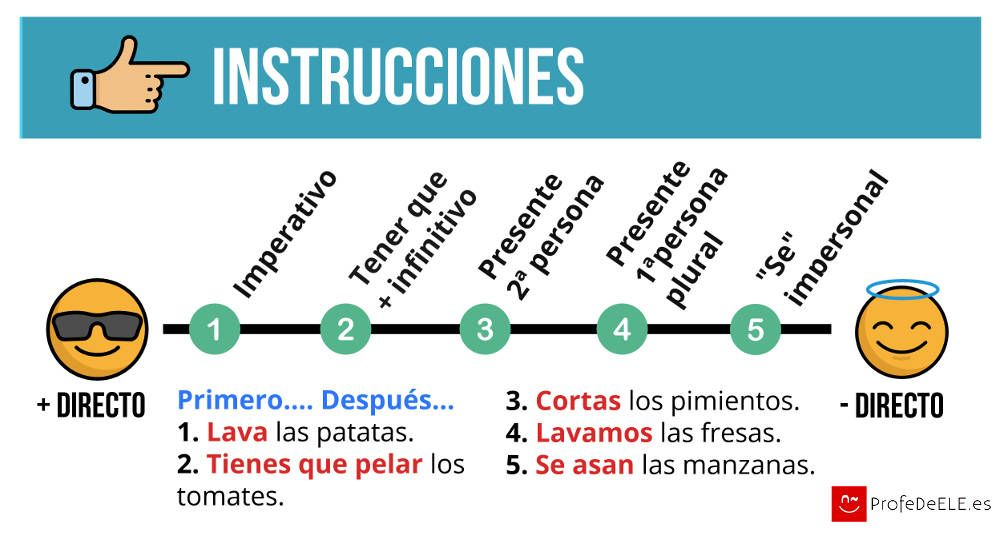 INSTRUCCIONES
Imperativo
Tener que
+ infinitivo
Presente
2ª persona
Presente
1ªpersona
plural
"Se"
impersonal
1
2
3
4
5
+ DIRECTO
- DIRECTO
Primero.... Después...
1. Lava las patatas.
2. Tienes que pelar los
tomates.
3. Cortas los pimientos.
4. Lavamos las fresas.
5. Se asan las manzanas.
ProfeDeELE.es